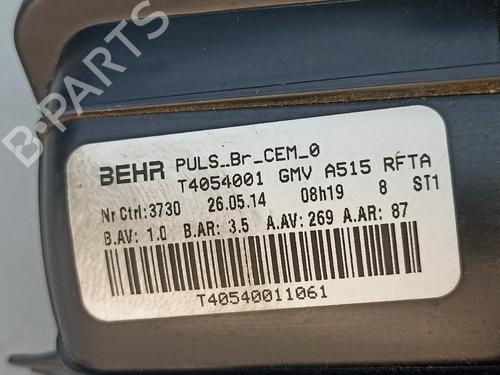 B-PARTS
BEHR PULS_Br_CEM_0
T4054001 GMV A515 RFTA
Nr Ctrl:3730 26.05.14 08h19 8 ST1
B.AV: 1.0 B.AR: 3.5 A.AV: 269 A.AR: 87
T40540011061